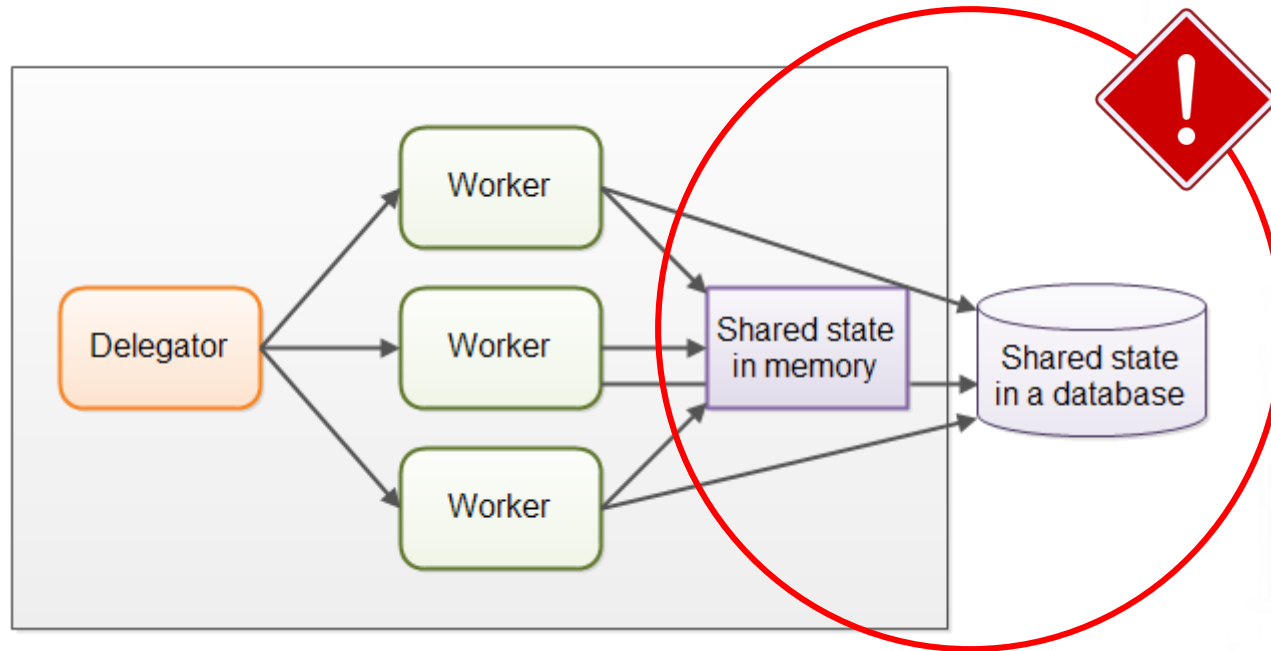 Worker
Delegator
Worker
Worker
Shared state
in memory
Shared state
in a database
!